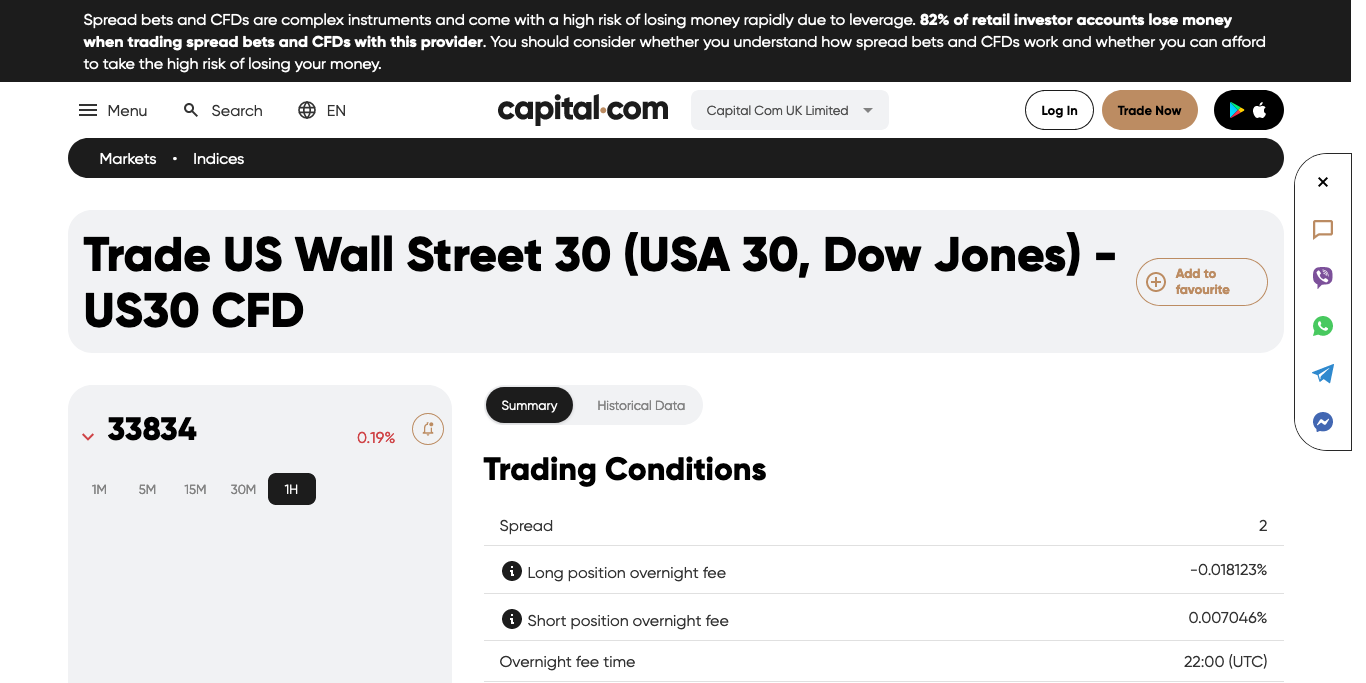 Spread bets and CFDs are complex instruments and come with a high risk of losing money rapidly due to leverage. 82% of retail investor accounts lose money
when trading spread bets and CFDs with this provider. You should consider whether you understand how spread bets and CFDs work and whether you can afford
to take the high risk of losing your money.
Menu Search EN capital.com Capital Com UK Limited Log In Trade Now
Markets • Indices
Trade US Wall Street 30 (USA 30, Dow Jones) -
US30 CFD
Add to
favourite
33834 0.19%
1M 5M 15M 30M 1H
Summary Historical Data
Trading Conditions
Spread 2
Long position overnight fee -0.018123%
Short position overnight fee 0.007046%
Overnight fee time 22:00 (UTC)